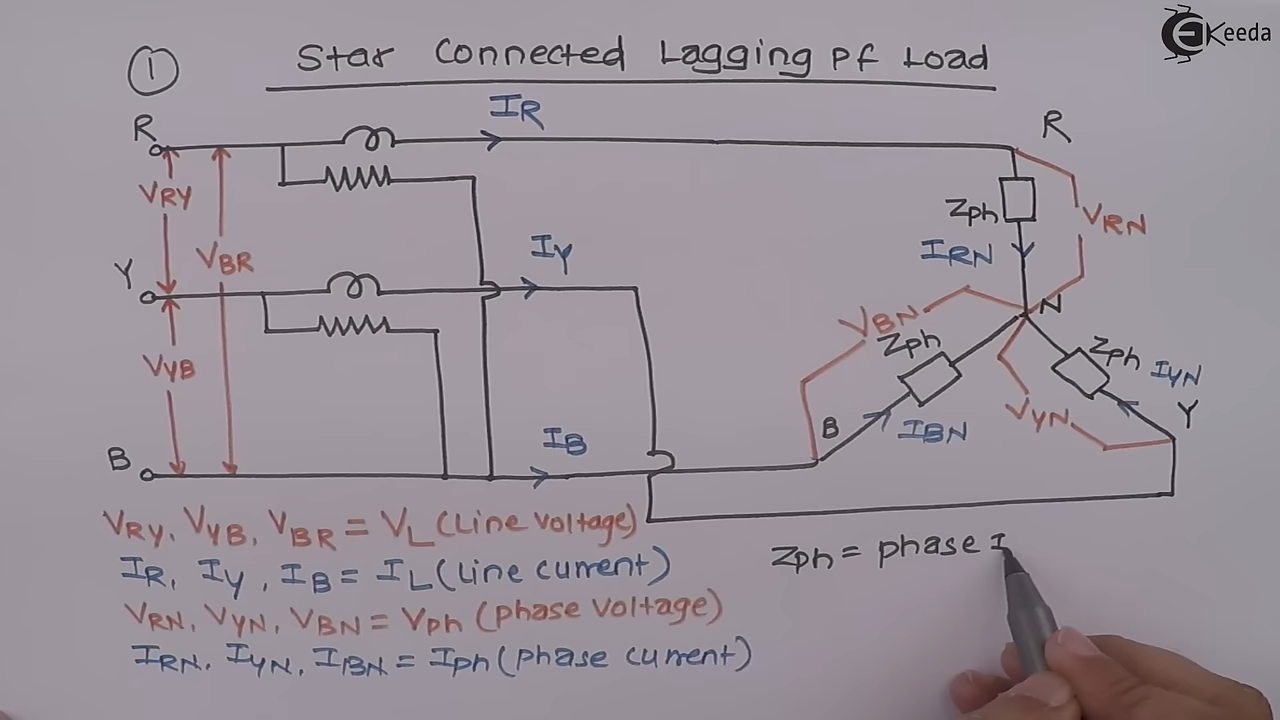 Keeda
1 Star Connected Lagging Pf Load
R
IR
R
VRY
Zph
VRN
VBR
IRN
Y
IY
N
VBN
Zph
Zph
IYN
VYB
VYN
Y
B
IBN
B
IB
VRY, VYB, VBR = VL (Line Voltage)
Zph = phase I
IR, IY, IB = IL (Line current)
VRN, VYN, VBN = Vph (phase Voltage)
IRN, IYN, IBN = Iph (phase current)